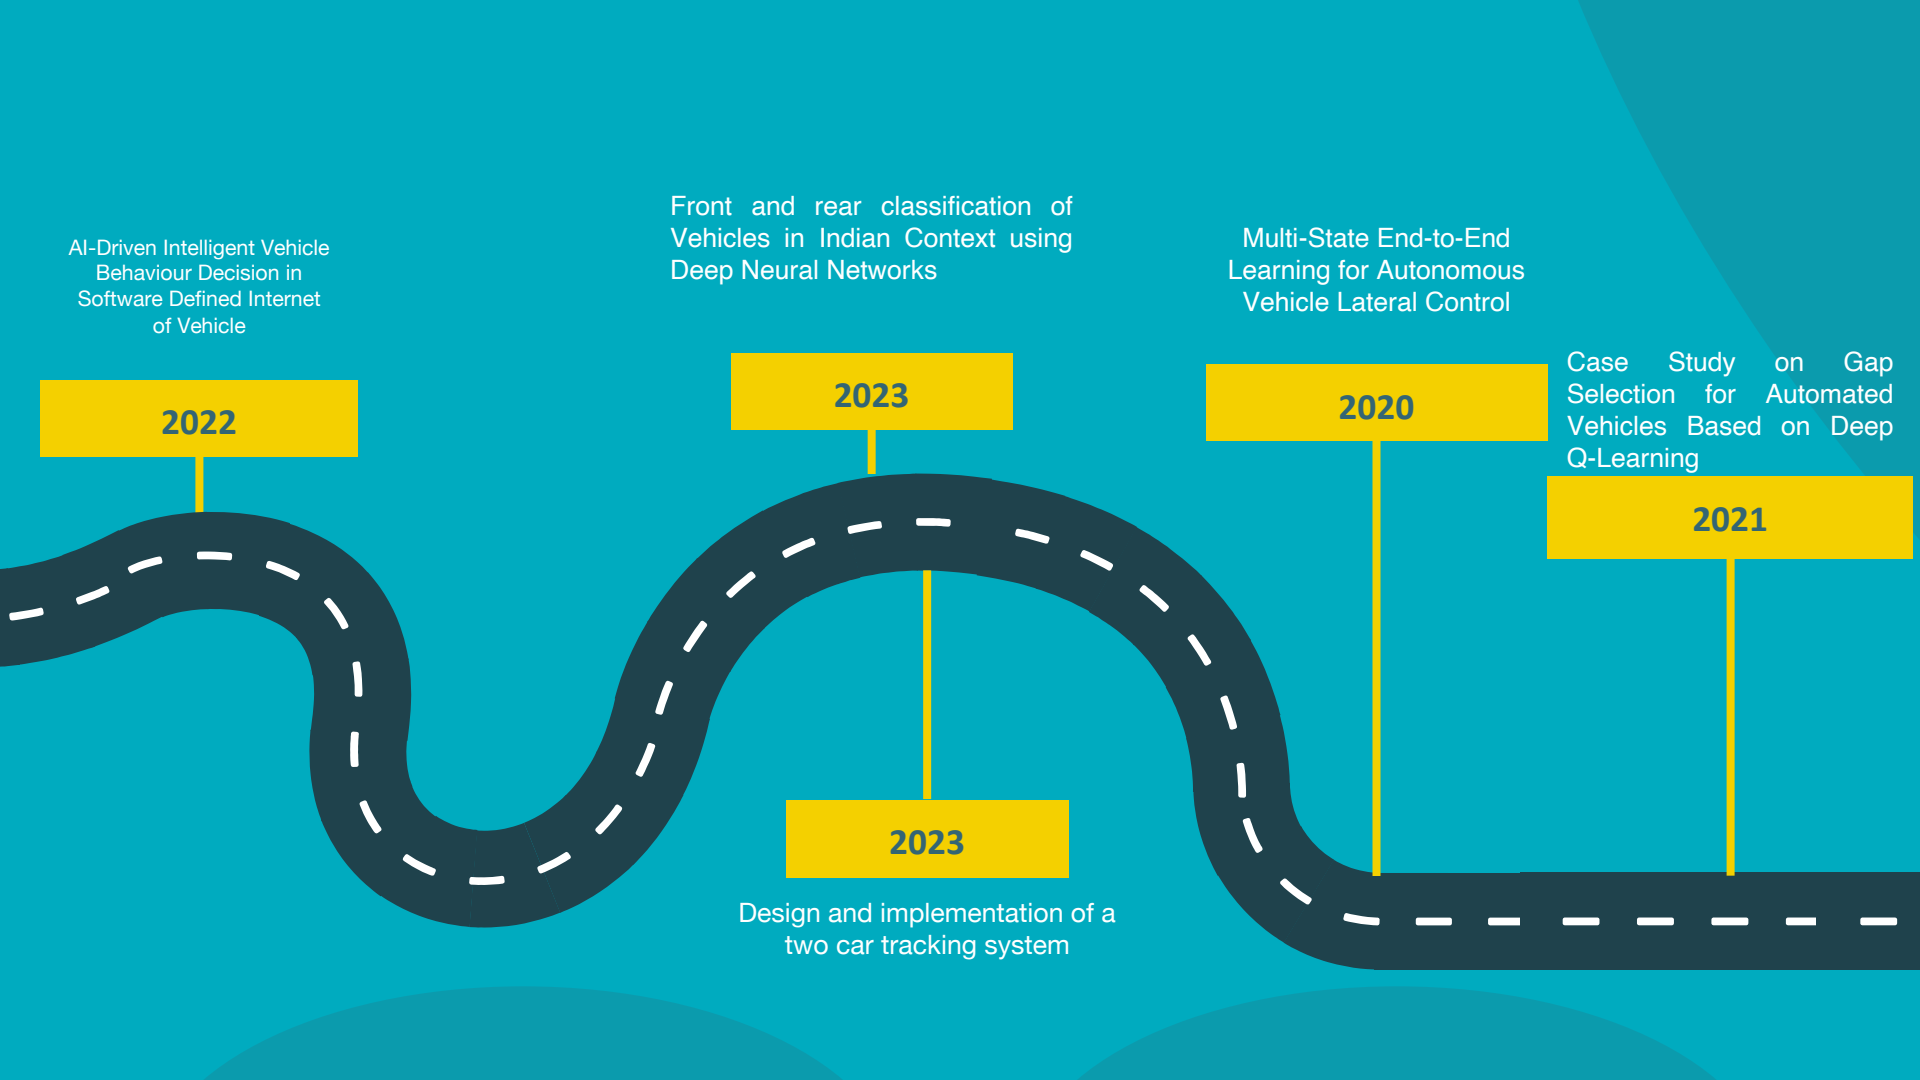 AI-Driven Intelligent Vehicle
Behaviour Decision in
Software Defined Internet
of Vehicle
2022
Front and rear classification of
Vehicles in Indian Context using
Deep Neural Networks
2023
2023
Design and implementation of a
two car tracking system
Multi-State End-to-End
Learning for Autonomous
Vehicle Lateral Control
2020
Case Study on Gap
Selection for Automated
Vehicles Based on Deep
Q-Learning
2021